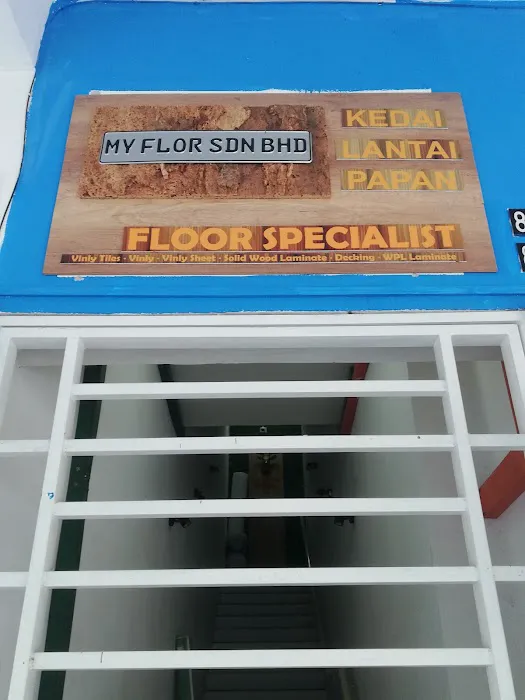 MY FLOR SDN BHD
KEDAI
LANTAI
PAPAN
FLOOR SPECIALIST
Vinly Tiles - Vinly - Vinly Sheet - Solid Wood Laminate - Decking - WPL Laminate